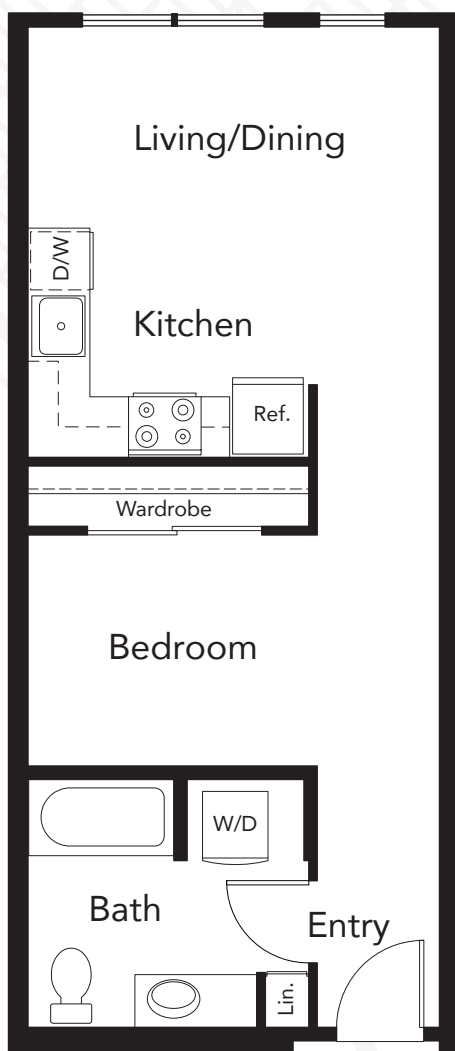 Living/Dining
D/W
Kitchen
Ref.
Wardrobe
Bedroom
W/D
Bath
Entry
Lin.